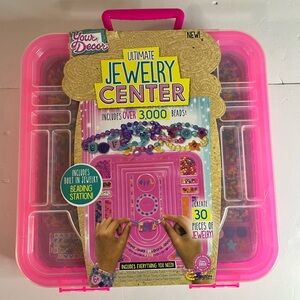 Your
Decor
NEW!
ULTIMATE
JEWELRY
CENTER
INCLUDES OVER 3,000 BEADS!
INCLUDES
BUILT IN JEWELRY
BEADING
STATION!
CREATE
30
PIECES OF
JEWELRY!
INCLUDES EVERYTHING YOU NEED!